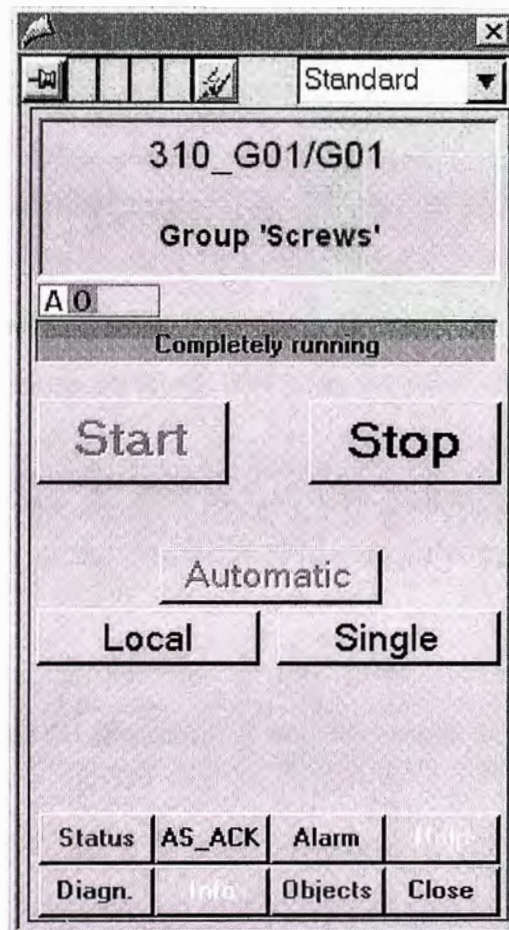 Standard
310_G01/G01
Group 'Screws'
A O
Completely running
Start Stop
Automatic
Local Single
Status AS_ACK Alarm Help
Diagn. Info Objects Close